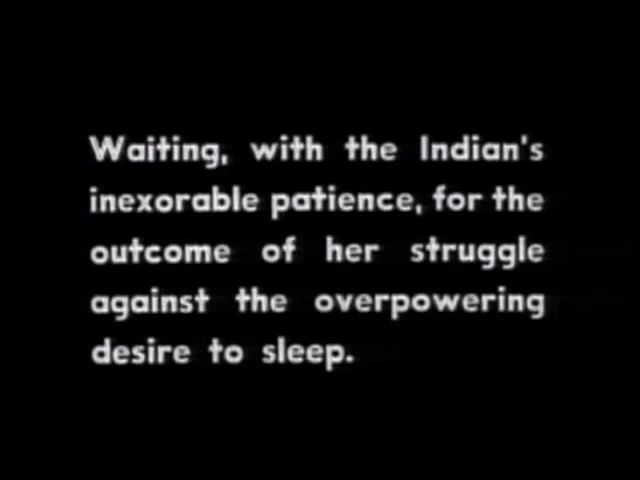 Waiting, with the Indian's
inexorable patience, for the
outcome of her struggle
against the overpowering
desire to sleep.